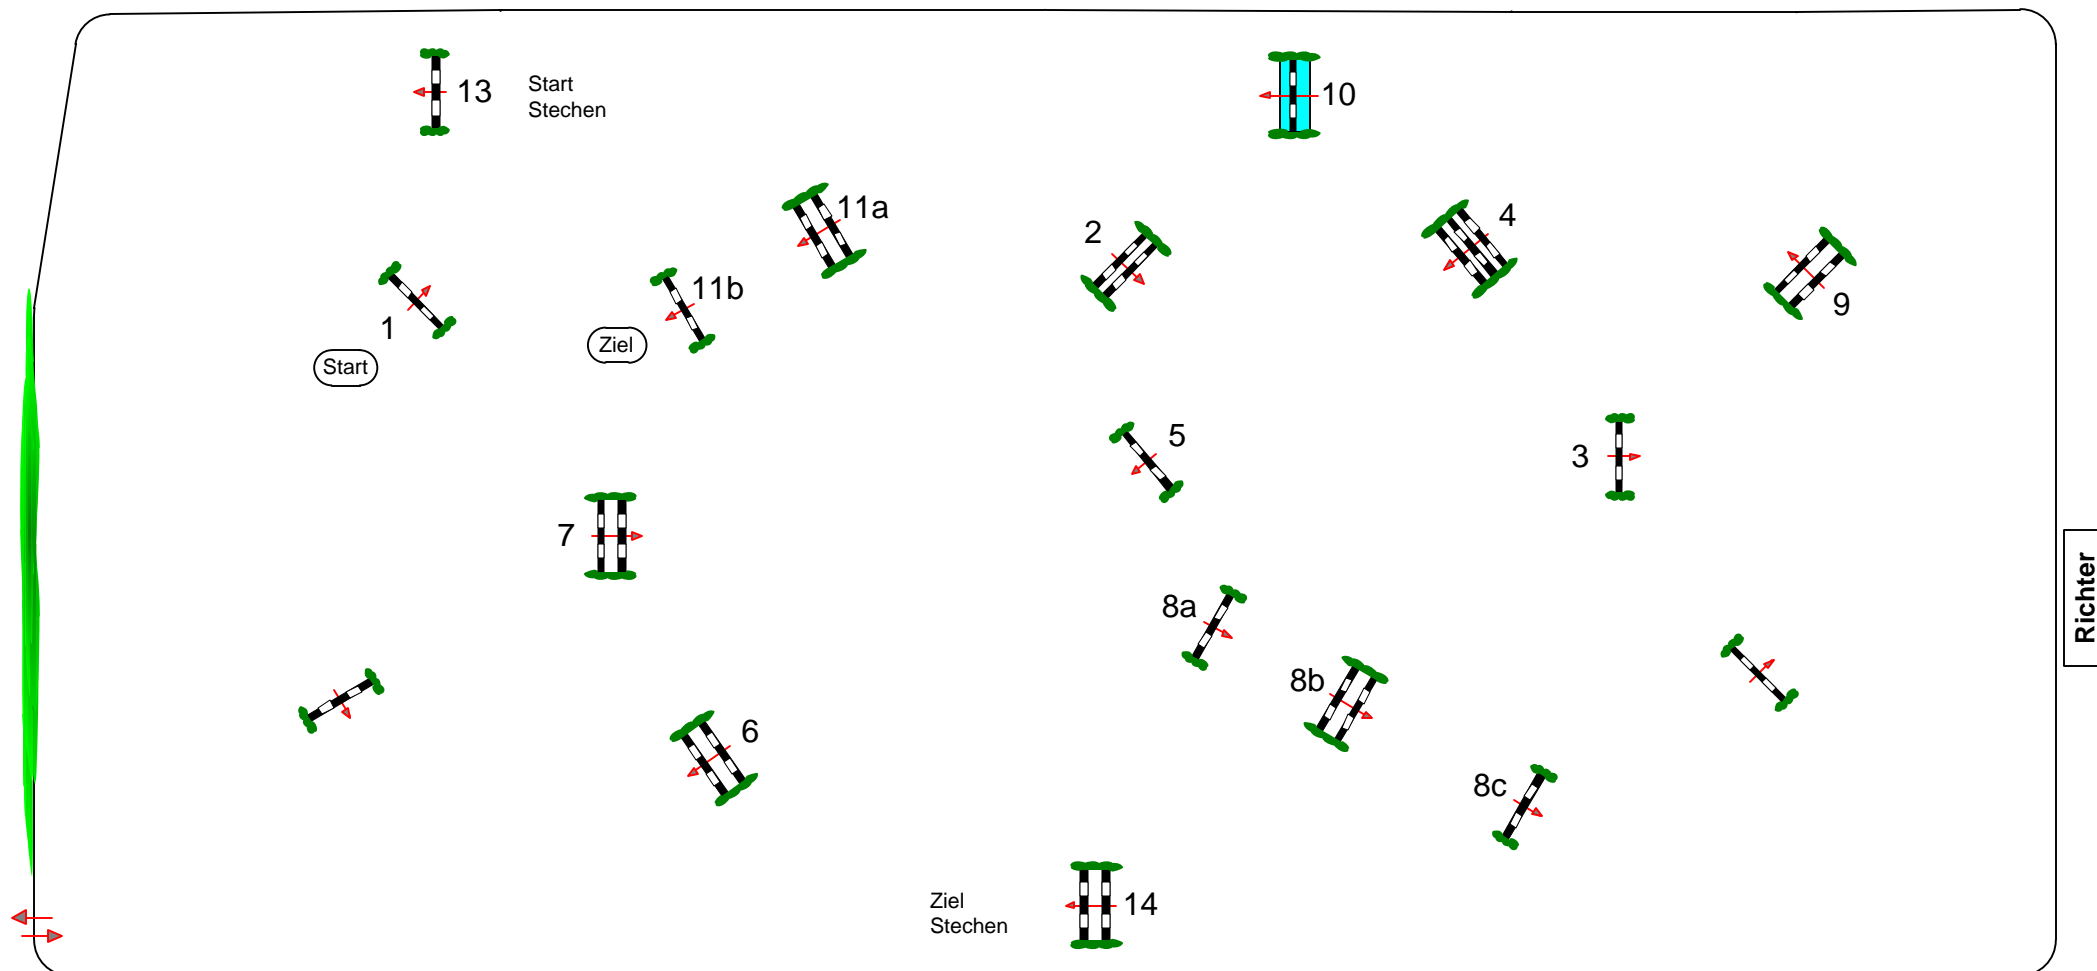 13
Start
Stechen
10
11a
2
4
11b
9
1
Ziel
Start
5
3
7
Richter
8a
8b
6
8c
Ziel
Stechen
14